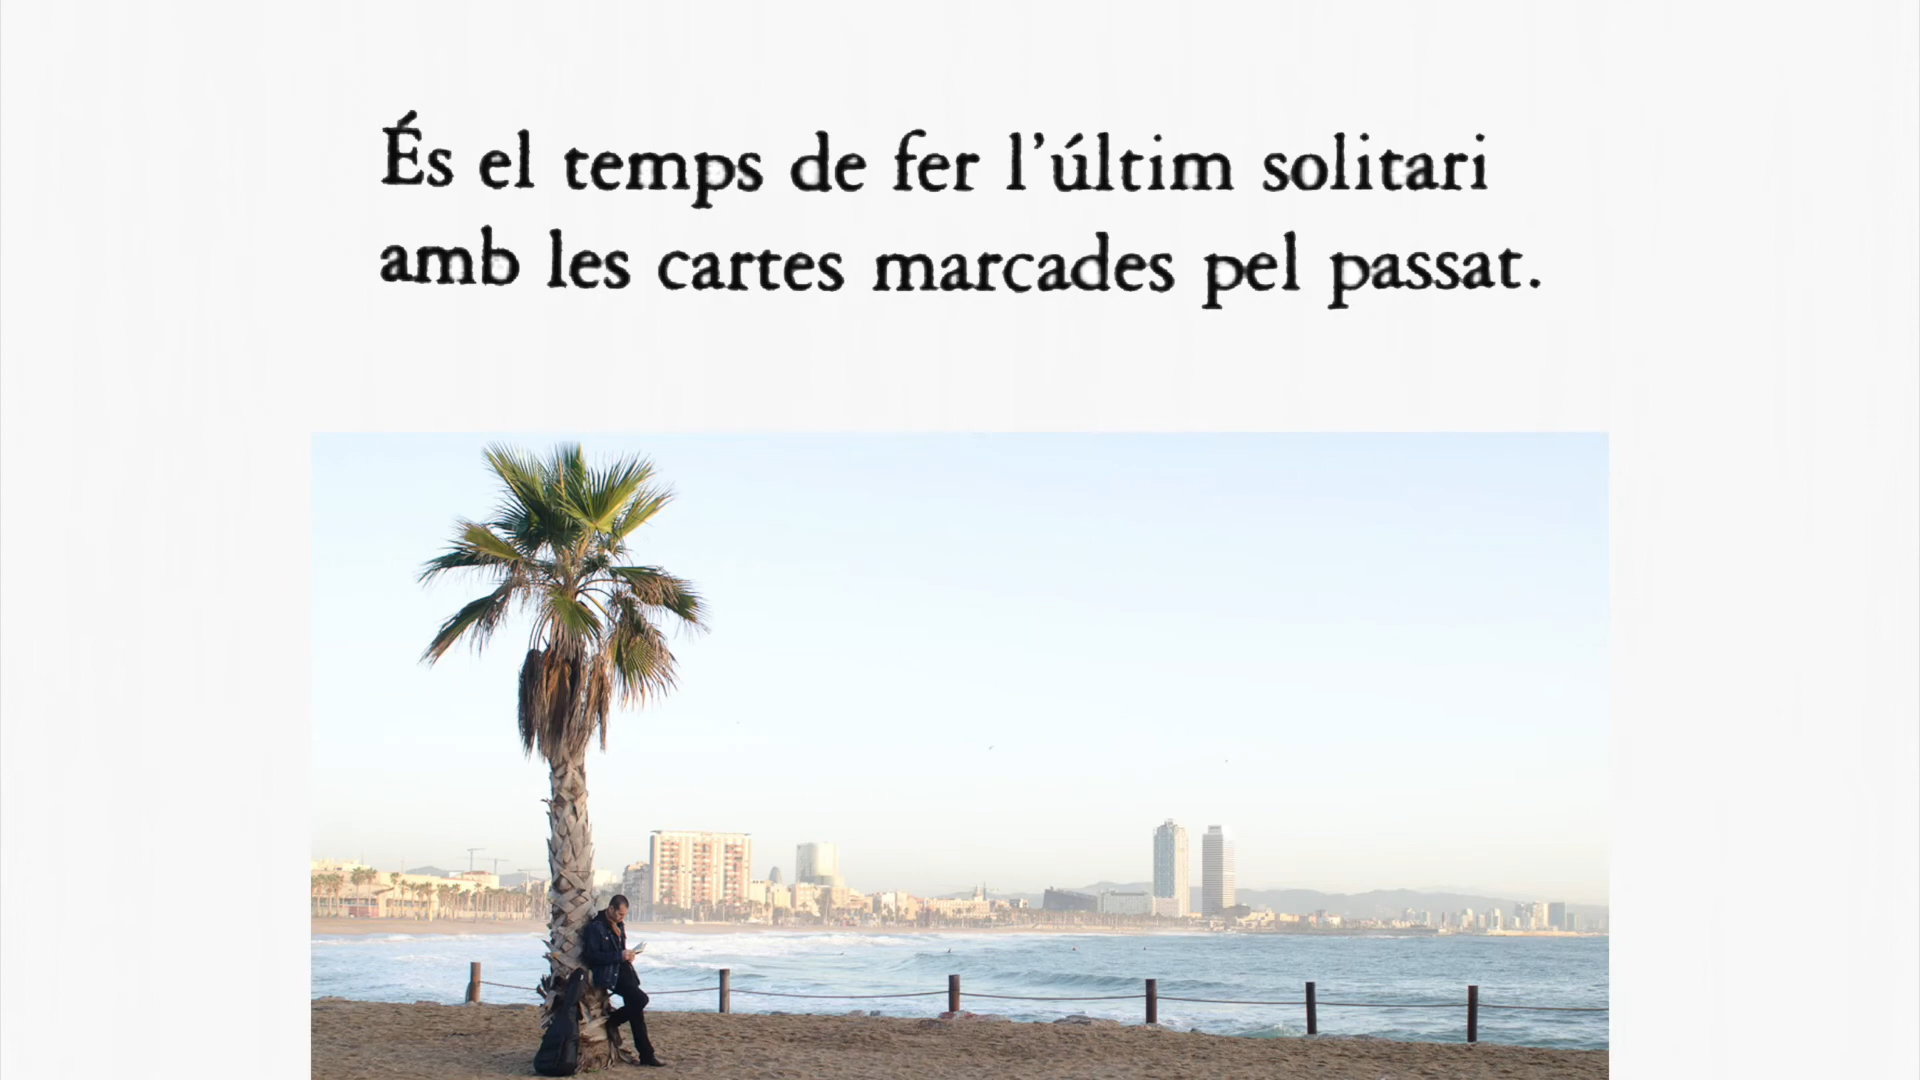 És el temps de fer l'últim solitari
amb les cartes marcades pel passat.